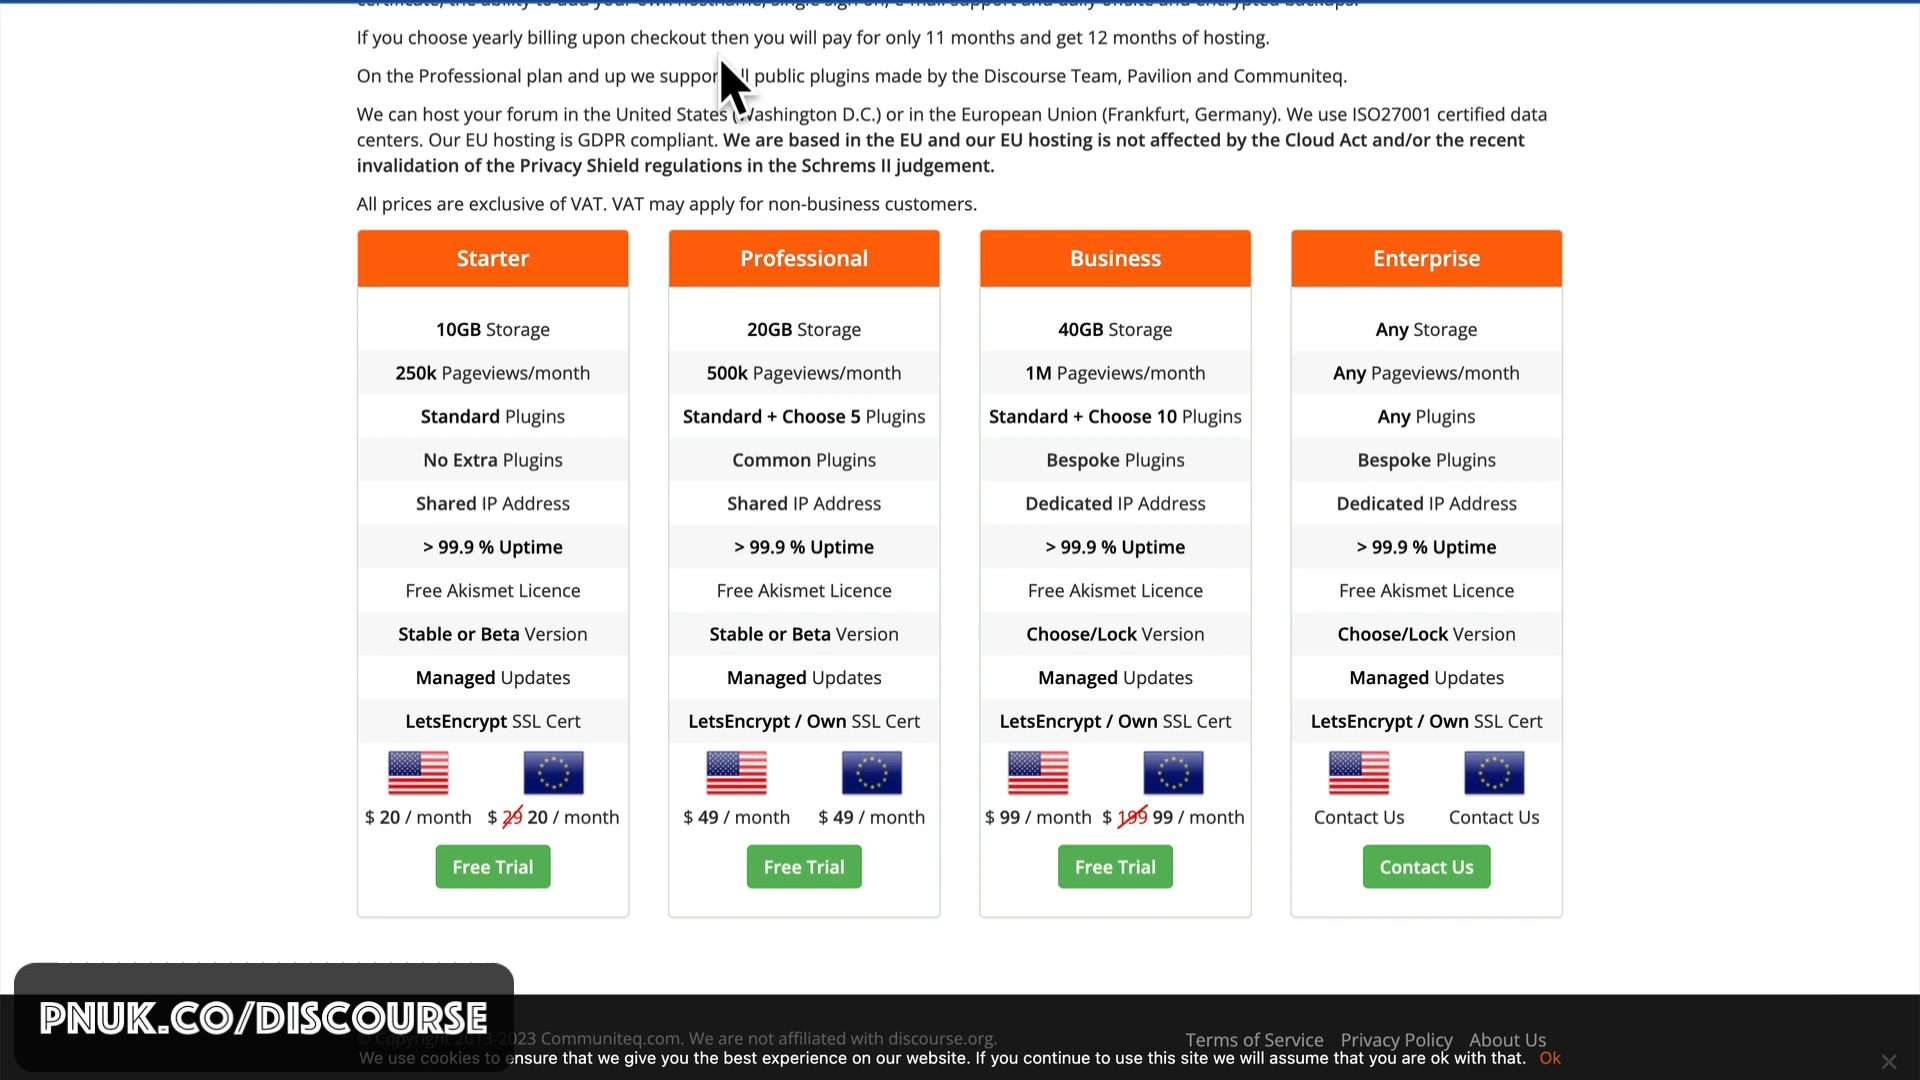 If you choose yearly billing upon checkout then you will pay for only 11 months and get 12 months of hosting.
On the Professional plan and up we support all public plugins made by the Discourse Team, Pavilion and Communiteq.
We can host your forum in the United States (Washington D.C.) or in the European Union (Frankfurt, Germany). We use ISO27001 certified data
centers. Our EU hosting is GDPR compliant. We are based in the EU and our EU hosting is not affected by the Cloud Act and/or the recent
invalidation of the Privacy Shield regulations in the Schrems II judgement.
All prices are exclusive of VAT. VAT may apply for non-business customers.
Starter
10GB Storage
250k Pageviews/month
Standard Plugins
No Extra Plugins
Shared IP Address
> 99.9 % Uptime
Free Akismet Licence
Stable or Beta Version
Managed Updates
LetsEncrypt SSL Cert
$ 20 / month $ 29 20 / month
Free Trial
Professional
20GB Storage
500k Pageviews/month
Standard + Choose 5 Plugins
Common Plugins
Shared IP Address
> 99.9 % Uptime
Free Akismet Licence
Stable or Beta Version
Managed Updates
LetsEncrypt / Own SSL Cert
$ 49 / month $ 49 / month
Free Trial
Business
40GB Storage
1M Pageviews/month
Standard + Choose 10 Plugins
Bespoke Plugins
Dedicated IP Address
> 99.9 % Uptime
Free Akismet Licence
Choose/Lock Version
Managed Updates
LetsEncrypt / Own SSL Cert
$ 99 / month $ 199 99 / month
Free Trial
Enterprise
Any Storage
Any Pageviews/month
Any Plugins
Bespoke Plugins
Dedicated IP Address
> 99.9 % Uptime
Free Akismet Licence
Choose/Lock Version
Managed Updates
LetsEncrypt / Own SSL Cert
Contact Us Contact Us
Contact Us
PNUK.CO/DISCOURSE
© Copyright 2013-2023 Communiteq.com. We are not affiliated with discourse.org.
Terms of Service Privacy Policy About Us
We use cookies to ensure that we give you the best experience on our website. If you continue to use this site we will assume that you are ok with that. Ok